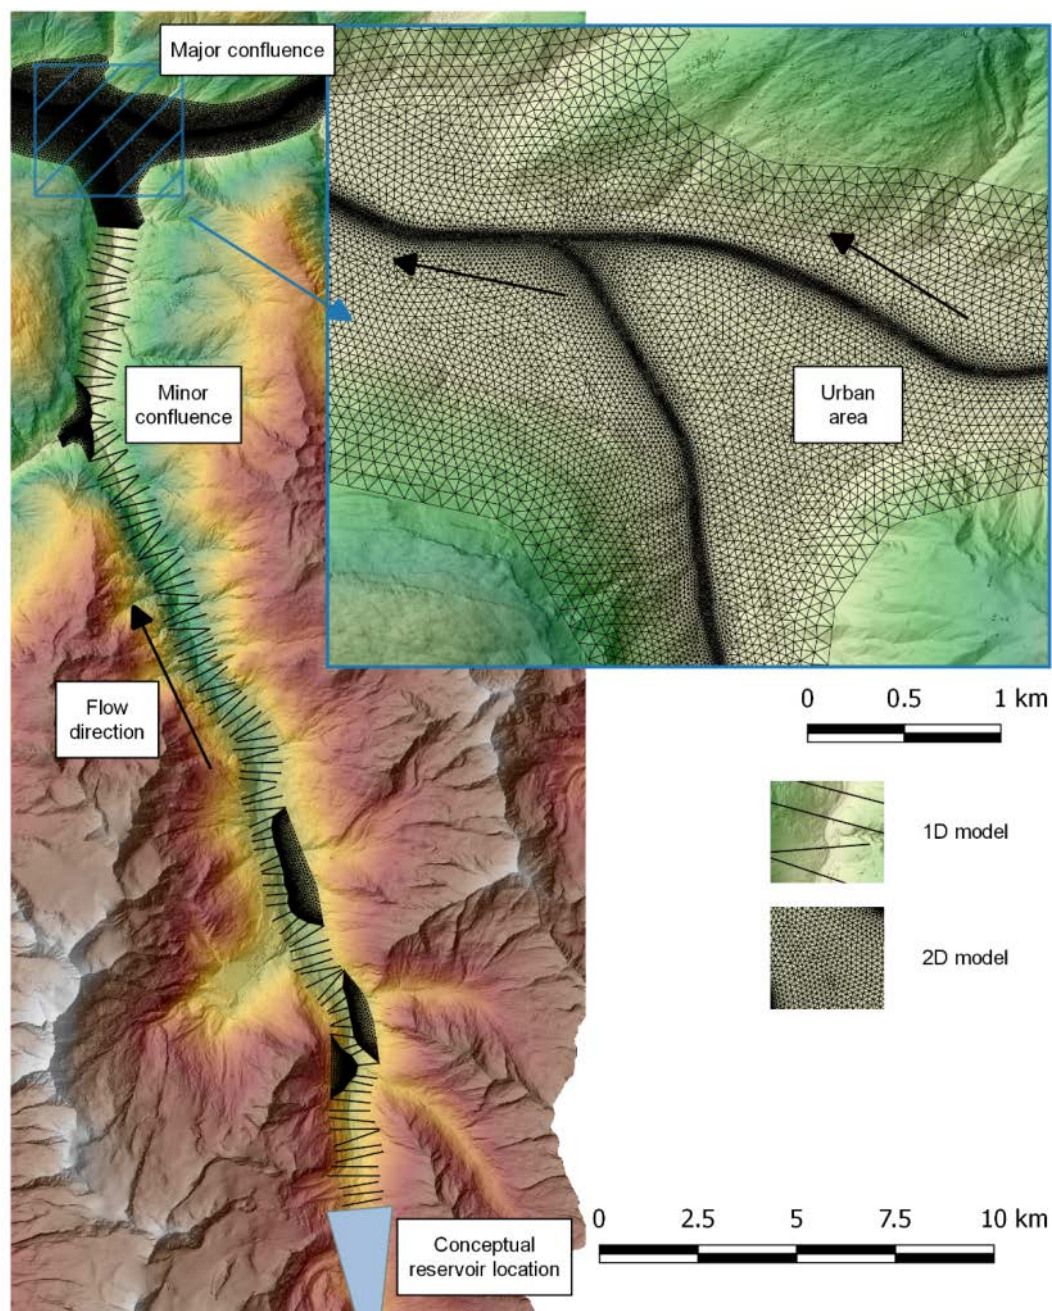 Major confluence
Minor
confluence
Urban
area
Flow
direction
0 0.5 1 km
1D model
2D model
Conceptual
reservoir location
0 2.5 5 7.5 10 km